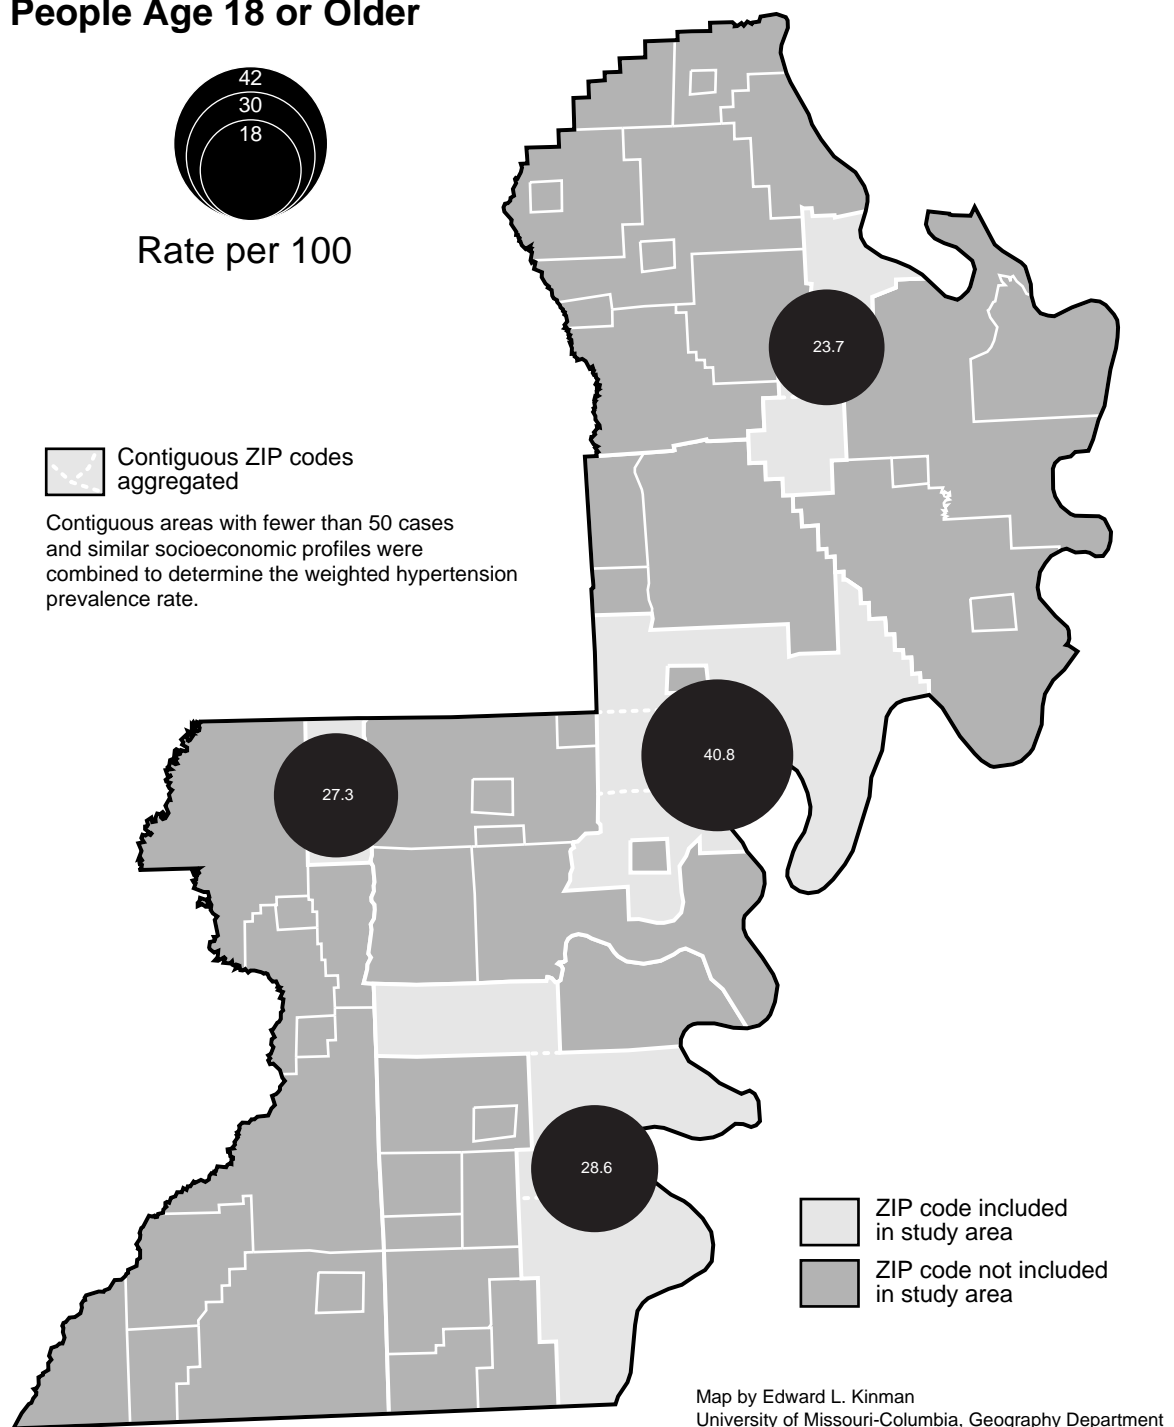 People Age 18 or Older
42
30
18
Rate per 100
23.7
Contiguous ZIP codes
aggregated
Contiguous areas with fewer than 50 cases
and similar socioeconomic profiles were
combined to determine the weighted hypertension
prevalence rate.
40.8
27.3
28.6
ZIP code included
in study area
ZIP code not included
in study area
Map by Edward L. Kinman
University of Missouri-Columbia, Geography Department